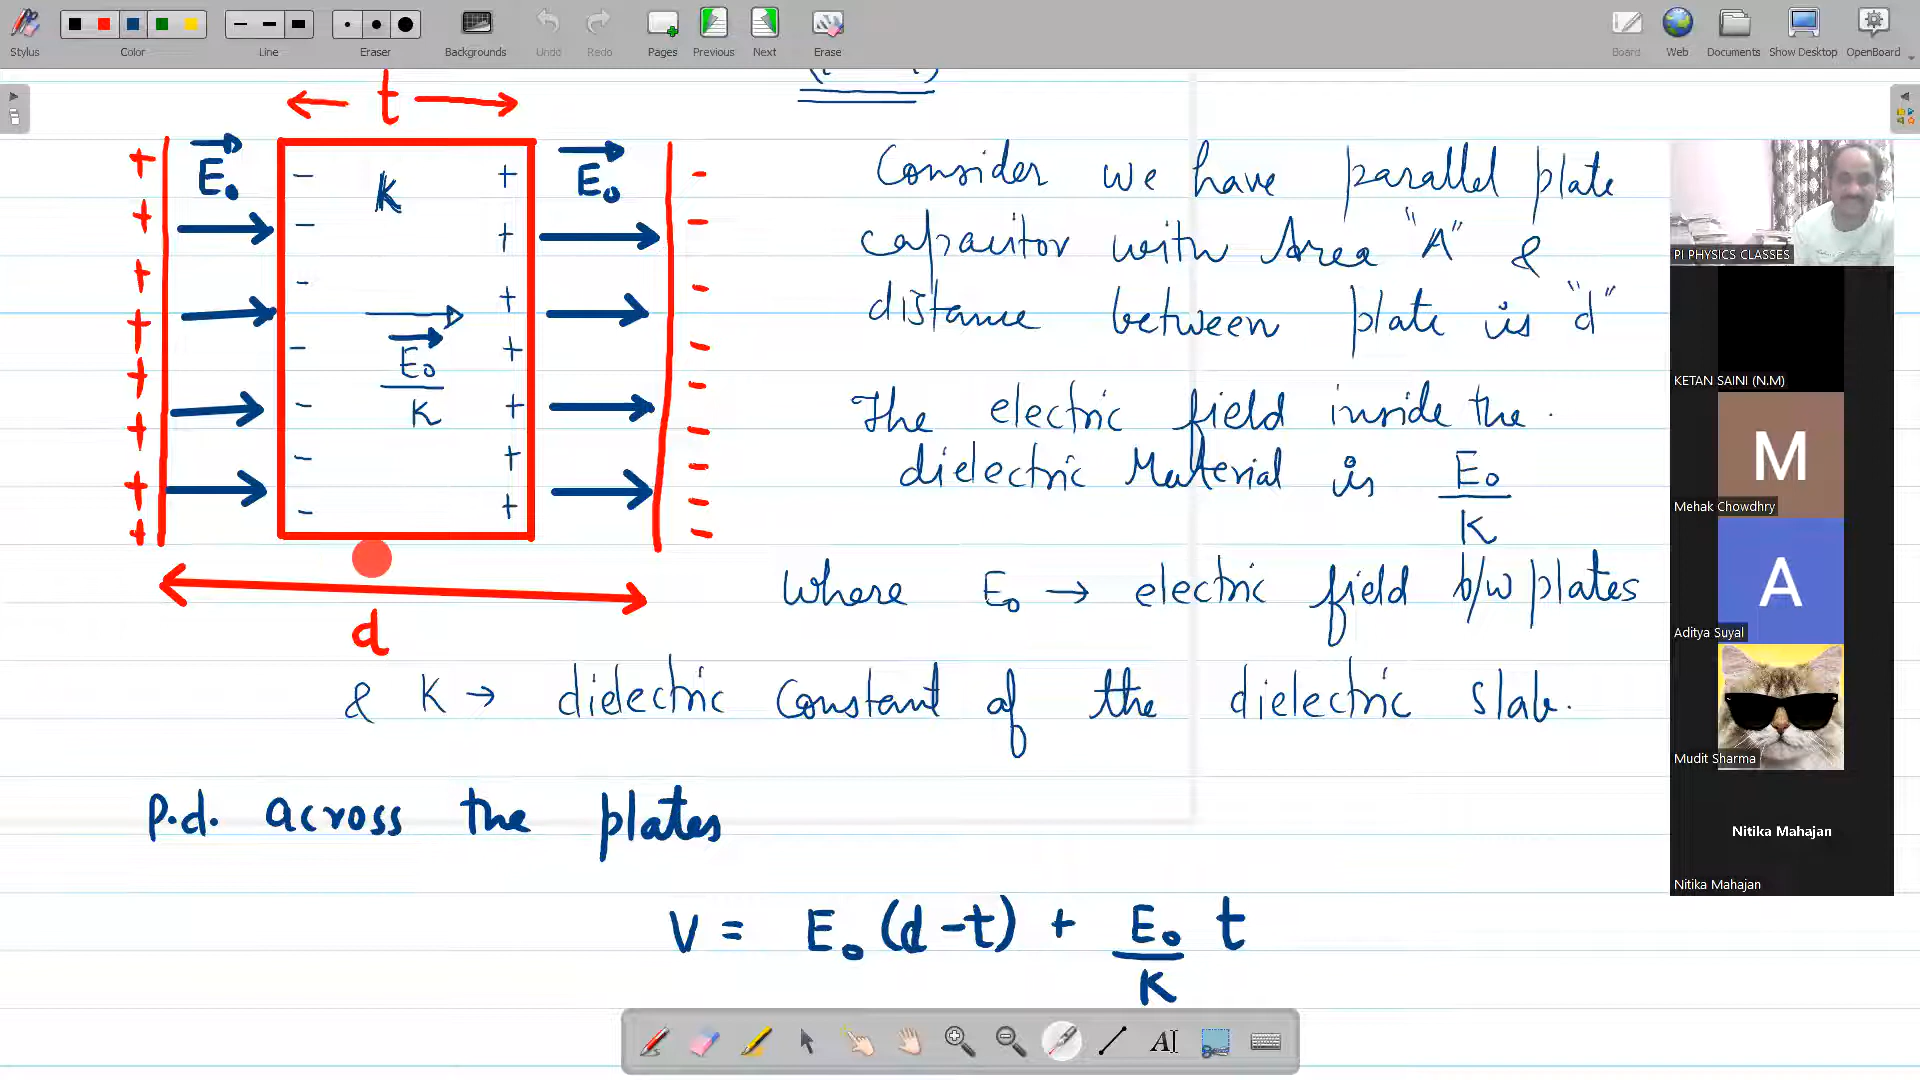 Stylus
Color
Line
Eraser
Backgrounds
Undo
Redo
Pages
Previous
Next
Erase
Board
Web
Documents
Show Desktop
OpenBoard
t
E₀
K
E₀
E₀
K
d
Consider we have parallel plate
capacitor with Area "A" &
distance between plate is "d"
The electric field inside the
dielectric Material is E₀/K
where E₀ → electric field b/w plates
& K → dielectric constant of the dielectric slab.
P.d. across the plates
V = E₀ (d - t) + E₀/K t
PI PHYSICS CLASSES
KETAN SAINI (N.M)
M
Mehak Chowdhry
A
Aditya Suyal
Mudit Sharma
Nitika Mahajan
Nitika Mahajan